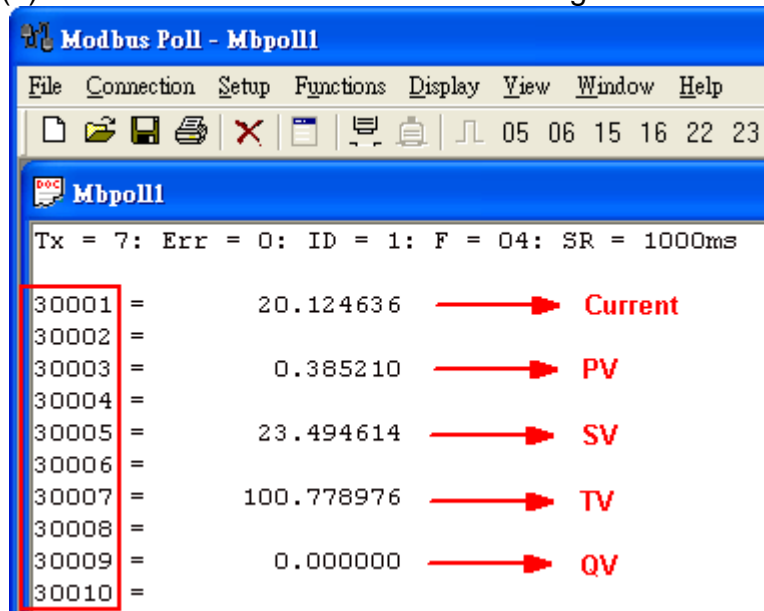 Modbus Poll - Mbpoll1
File Connection Setup Functions Display View Window Help
05 06 15 16 22 23
Mbpoll1
Tx = 7: Err = 0: ID = 1: F = 04: SR = 1000ms
30001 = 20.124636 Current
30002 =
30003 = 0.385210 PV
30004 =
30005 = 23.494614 SV
30006 =
30007 = 100.778976 TV
30008 =
30009 = 0.000000 QV
30010 =